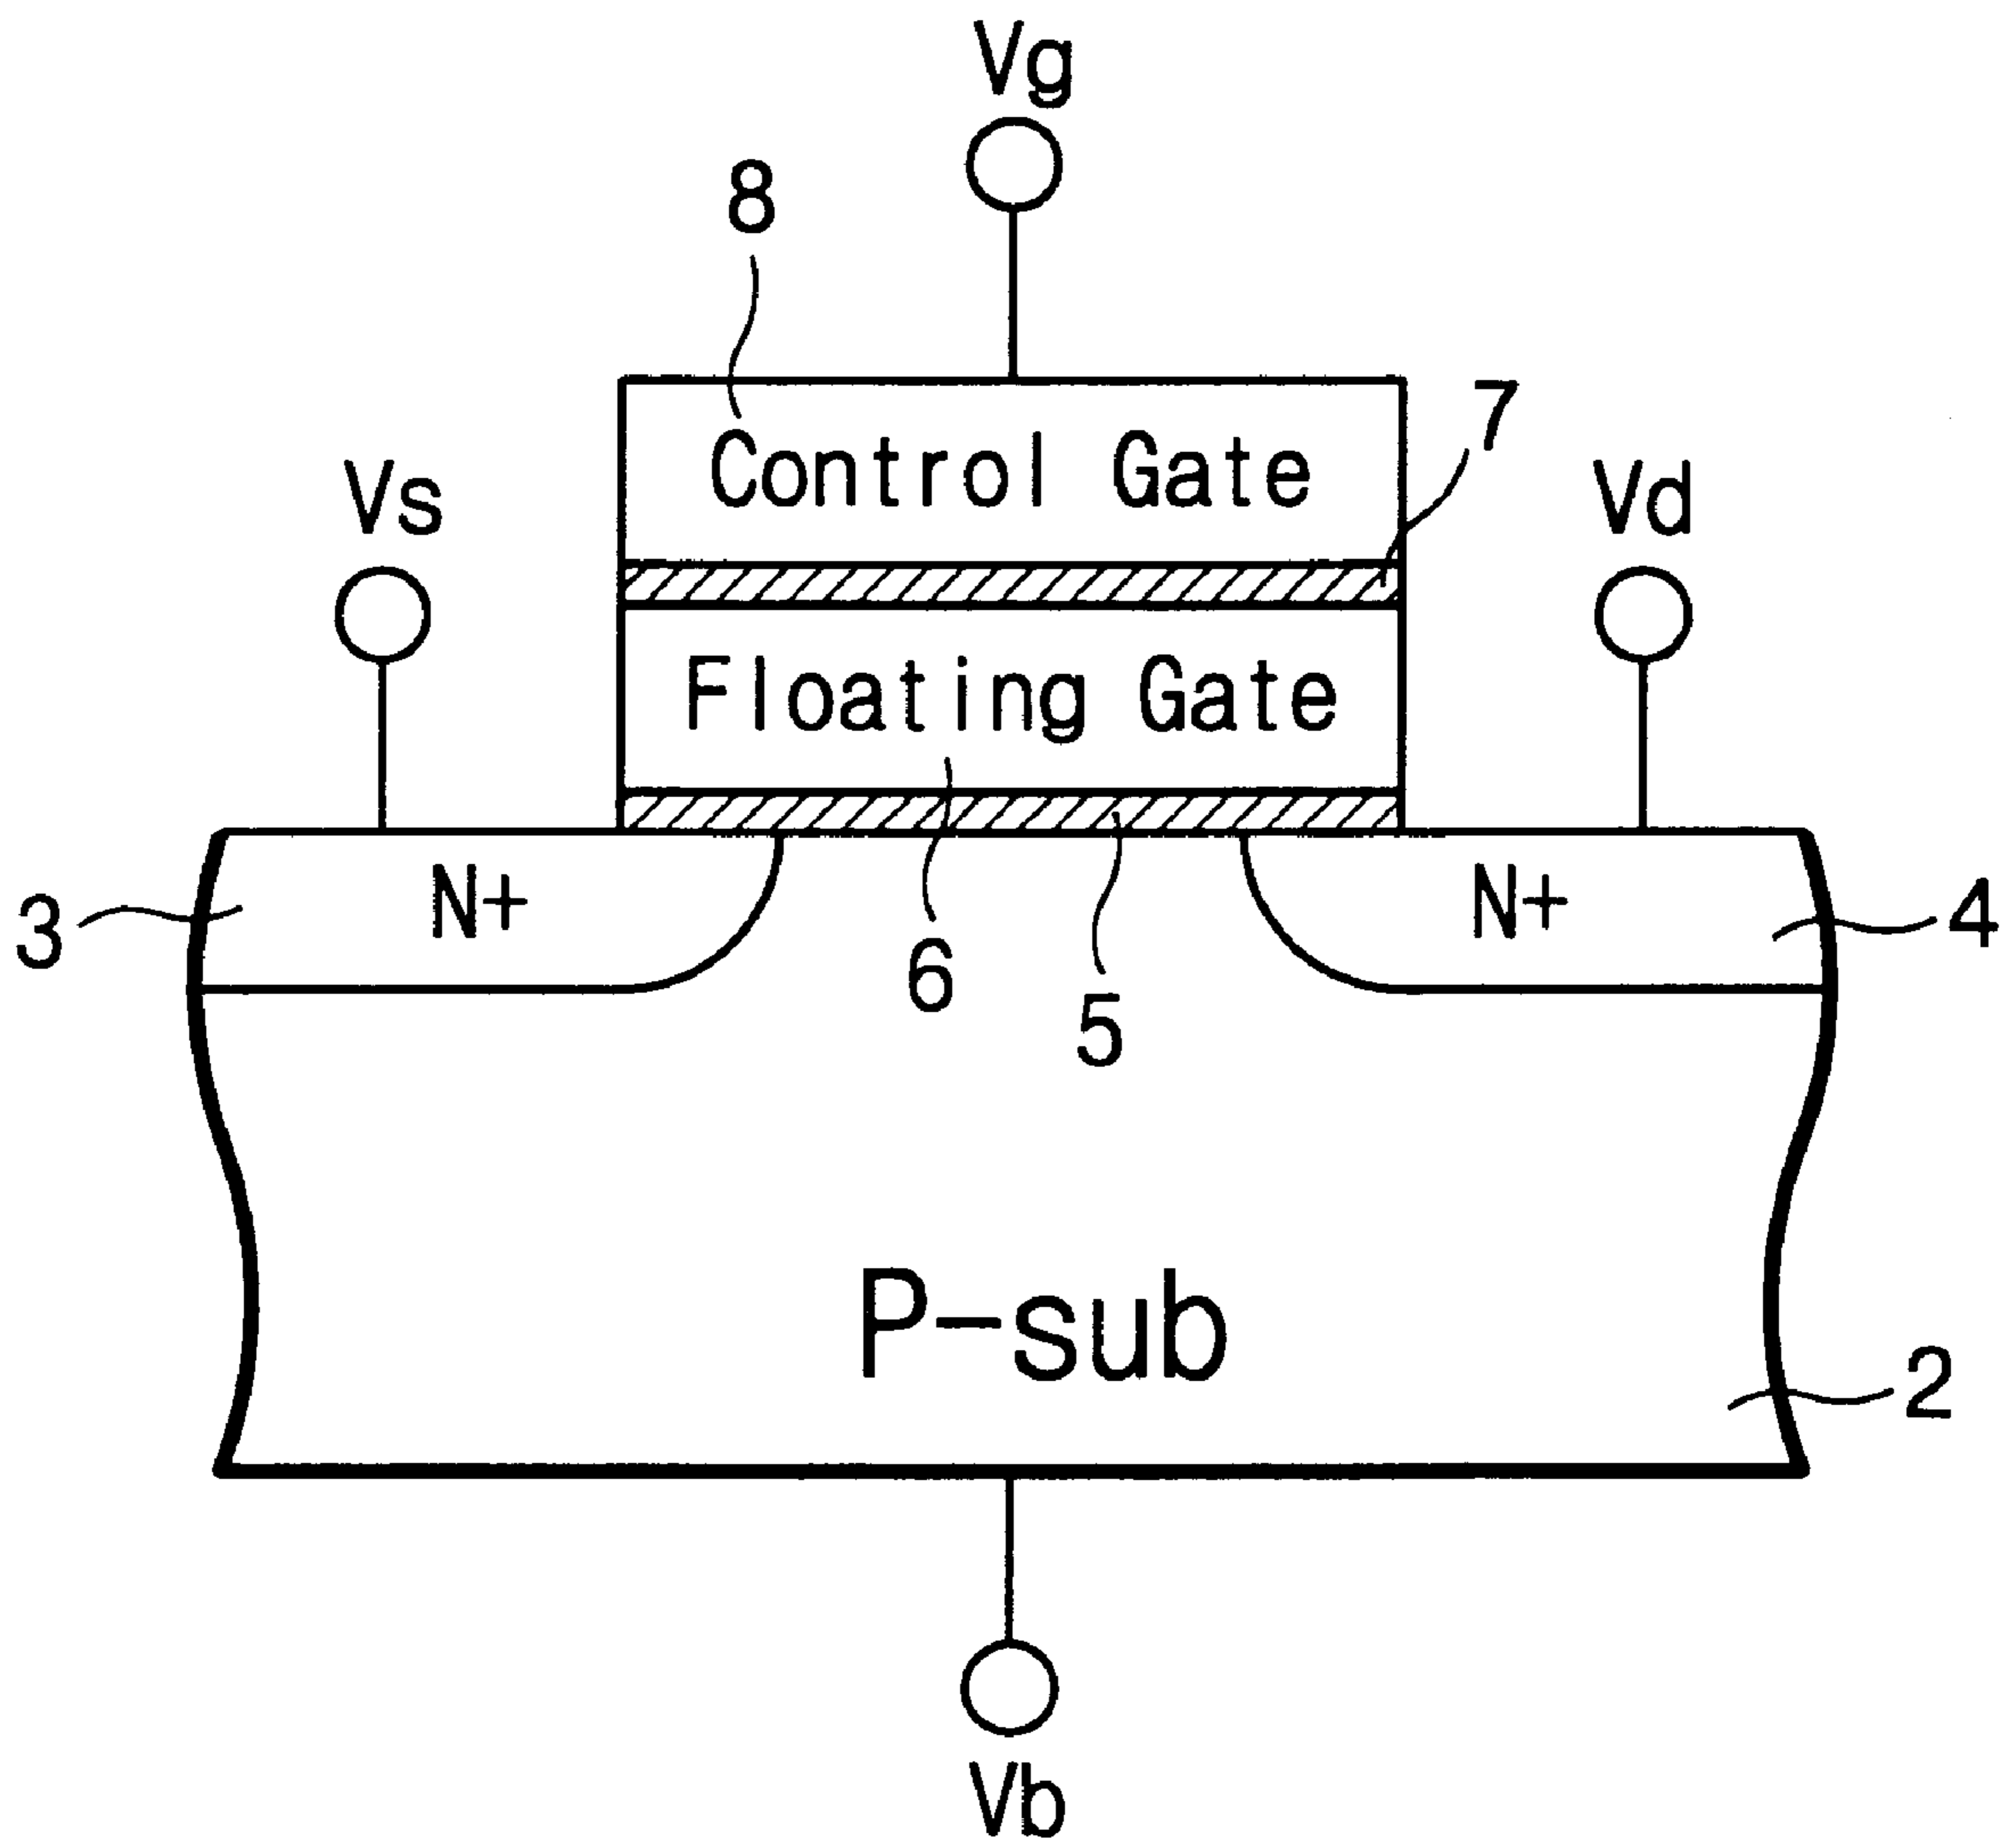 Vg
8
7
Control Gate
Vs
Vd
Floating Gate
3
N+
N+
4
6
5
P-sub
2
Vb